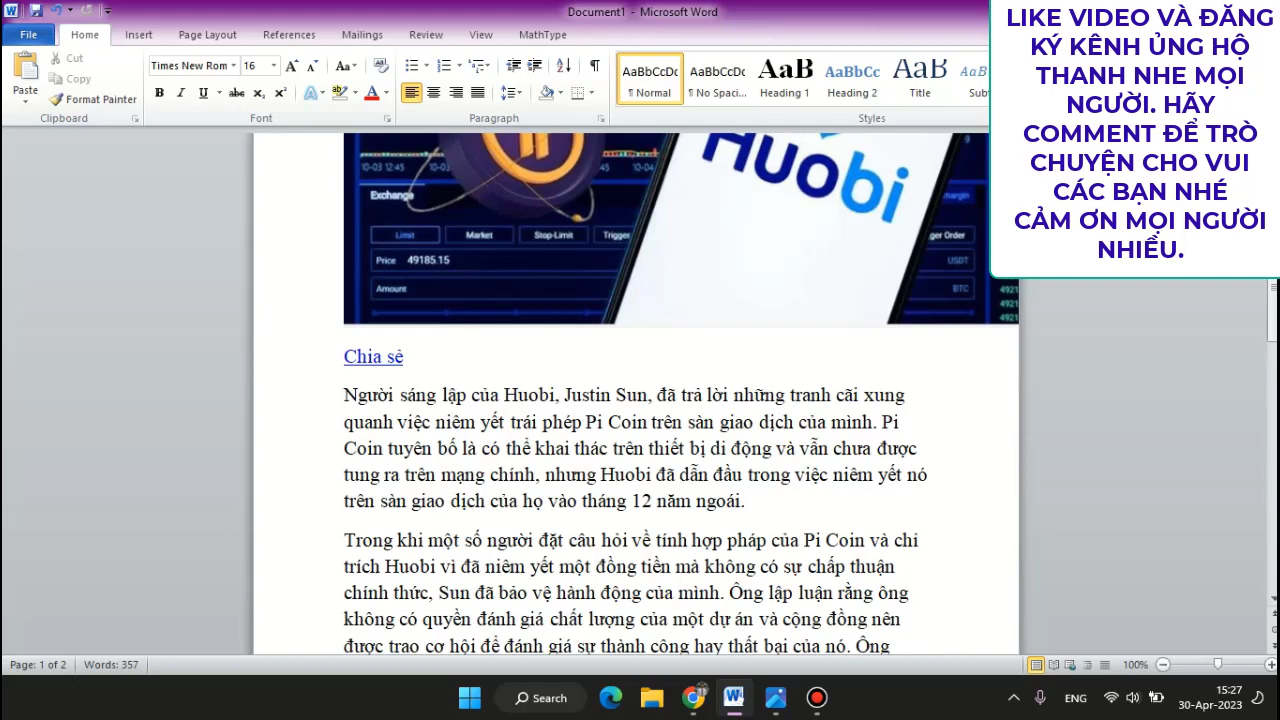 Document1 - Microsoft Word
File Home Insert Page Layout References Mailings Review View MathType
Paste
Cut
Copy
Format Painter
Clipboard
Times New Rom 16
Font
Paragraph
AaBbCcDc AaBbCcDc AaB AaBbCc AaB AaB
¶ Normal ¶ No Spaci... Heading 1 Heading 2 Title Subt
Styles
LIKE VIDEO VÀ ĐĂNG
KÝ KÊNH ỦNG HỘ
THANH NHE MỌI
NGƯỜI. HÃY
COMMENT ĐỂ TRÒ
CHUYỆN CHO VUI
CÁC BẠN NHÉ
CẢM ƠN MỌI NGƯỜI
NHIỀU.
Huobi
10-03 12:45
10-04
Exchange
Limit Market Stop-Limit Trigger
Price 49185.15
Amount
USDT
BTC
4921
4921
Chia sẻ
Người sáng lập của Huobi, Justin Sun, đã trả lời những tranh cãi xung
quanh việc niêm yết trái phép Pi Coin trên sàn giao dịch của mình. Pi
Coin tuyên bố là có thể khai thác trên thiết bị di động và vẫn chưa được
tung ra trên mạng chính, nhưng Huobi đã dẫn đầu trong việc niêm yết nó
trên sàn giao dịch của họ vào tháng 12 năm ngoái.
Trong khi một số người đặt câu hỏi về tính hợp pháp của Pi Coin và chỉ
trích Huobi vì đã niêm yết một đồng tiền mà không có sự chấp thuận
chính thức, Sun đã bảo vệ hành động của mình. Ông lập luận rằng ông
không có quyền đánh giá chất lượng của một dự án và cộng đồng nên
được trao cơ hội để đánh giá sự thành công hay thất bại của nó. Ông
Page: 1 of 2 Words: 357
100%
Search
ENG
15:27
30-Apr-2023